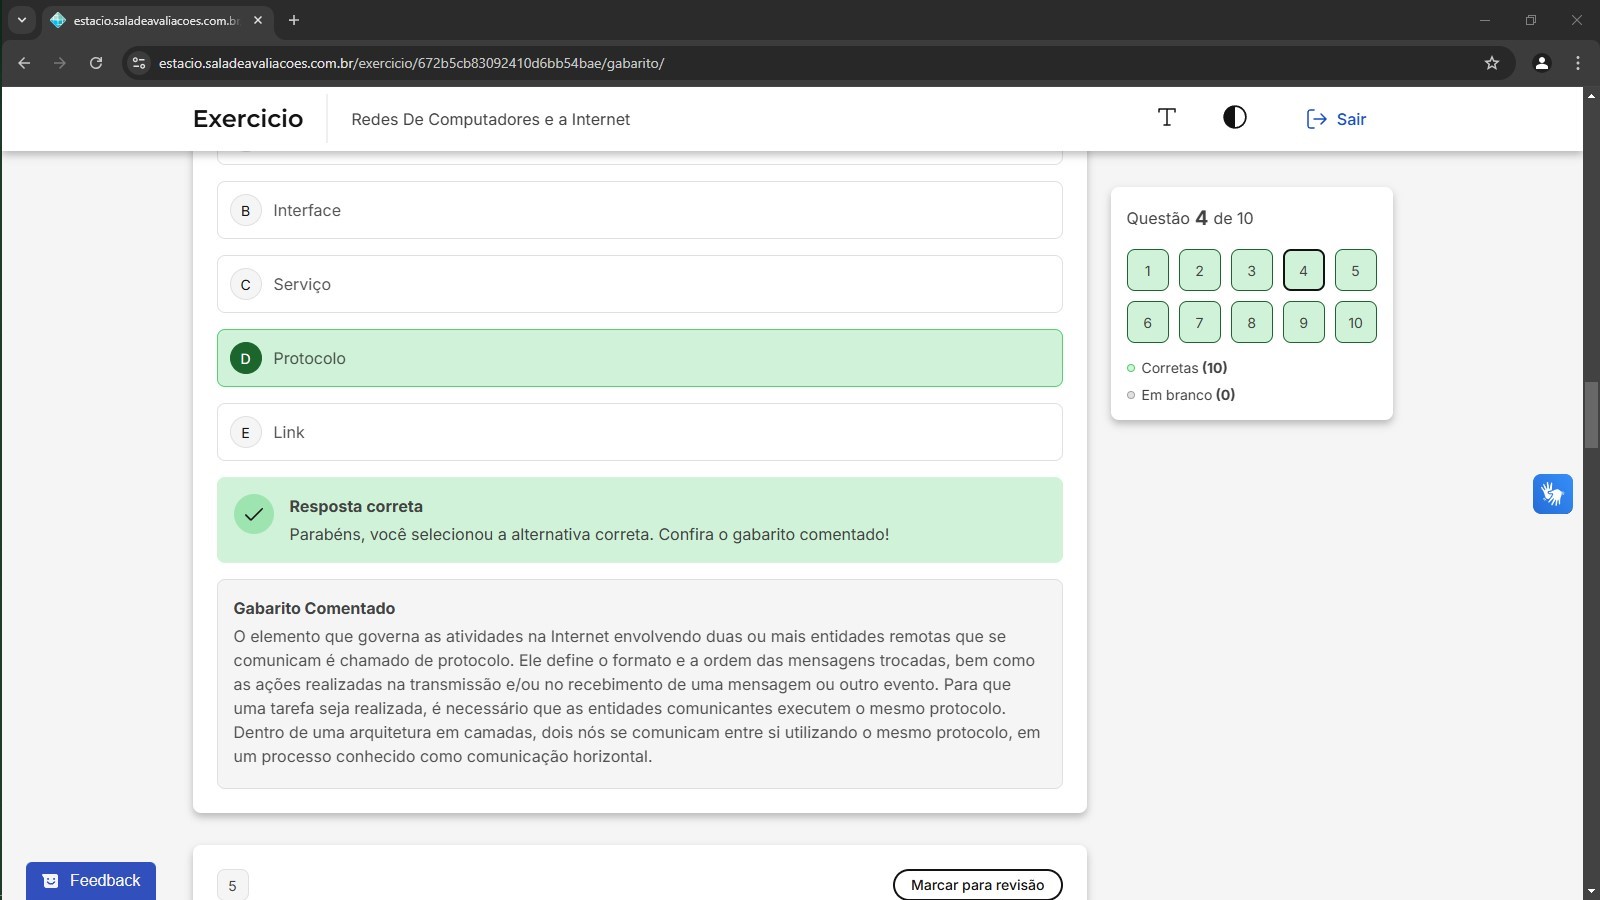 estacio.saladeavaliacoes.com.br
estacio.saladeavaliacoes.com.br/exercicio/672b5cb83092410d6bb54bae/gabarito/
Exercicio
Redes De Computadores e a Internet
Sair
B Interface
C Serviço
D Protocolo
E Link
Resposta correta
Parabéns, você selecionou a alternativa correta. Confira o gabarito comentado!
Gabarito Comentado
O elemento que governa as atividades na Internet envolvendo duas ou mais entidades remotas que se
comunicam é chamado de protocolo. Ele define o formato e a ordem das mensagens trocadas, bem como
as ações realizadas na transmissão e/ou no recebimento de uma mensagem ou outro evento. Para que
uma tarefa seja realizada, é necessário que as entidades comunicantes executem o mesmo protocolo.
Dentro de uma arquitetura em camadas, dois nós se comunicam entre si utilizando o mesmo protocolo, em
um processo conhecido como comunicação horizontal.
5
Marcar para revisão
Questão 4 de 10
1 2 3 4 5
6 7 8 9 10
Corretas (10)
Em branco (0)
Feedback